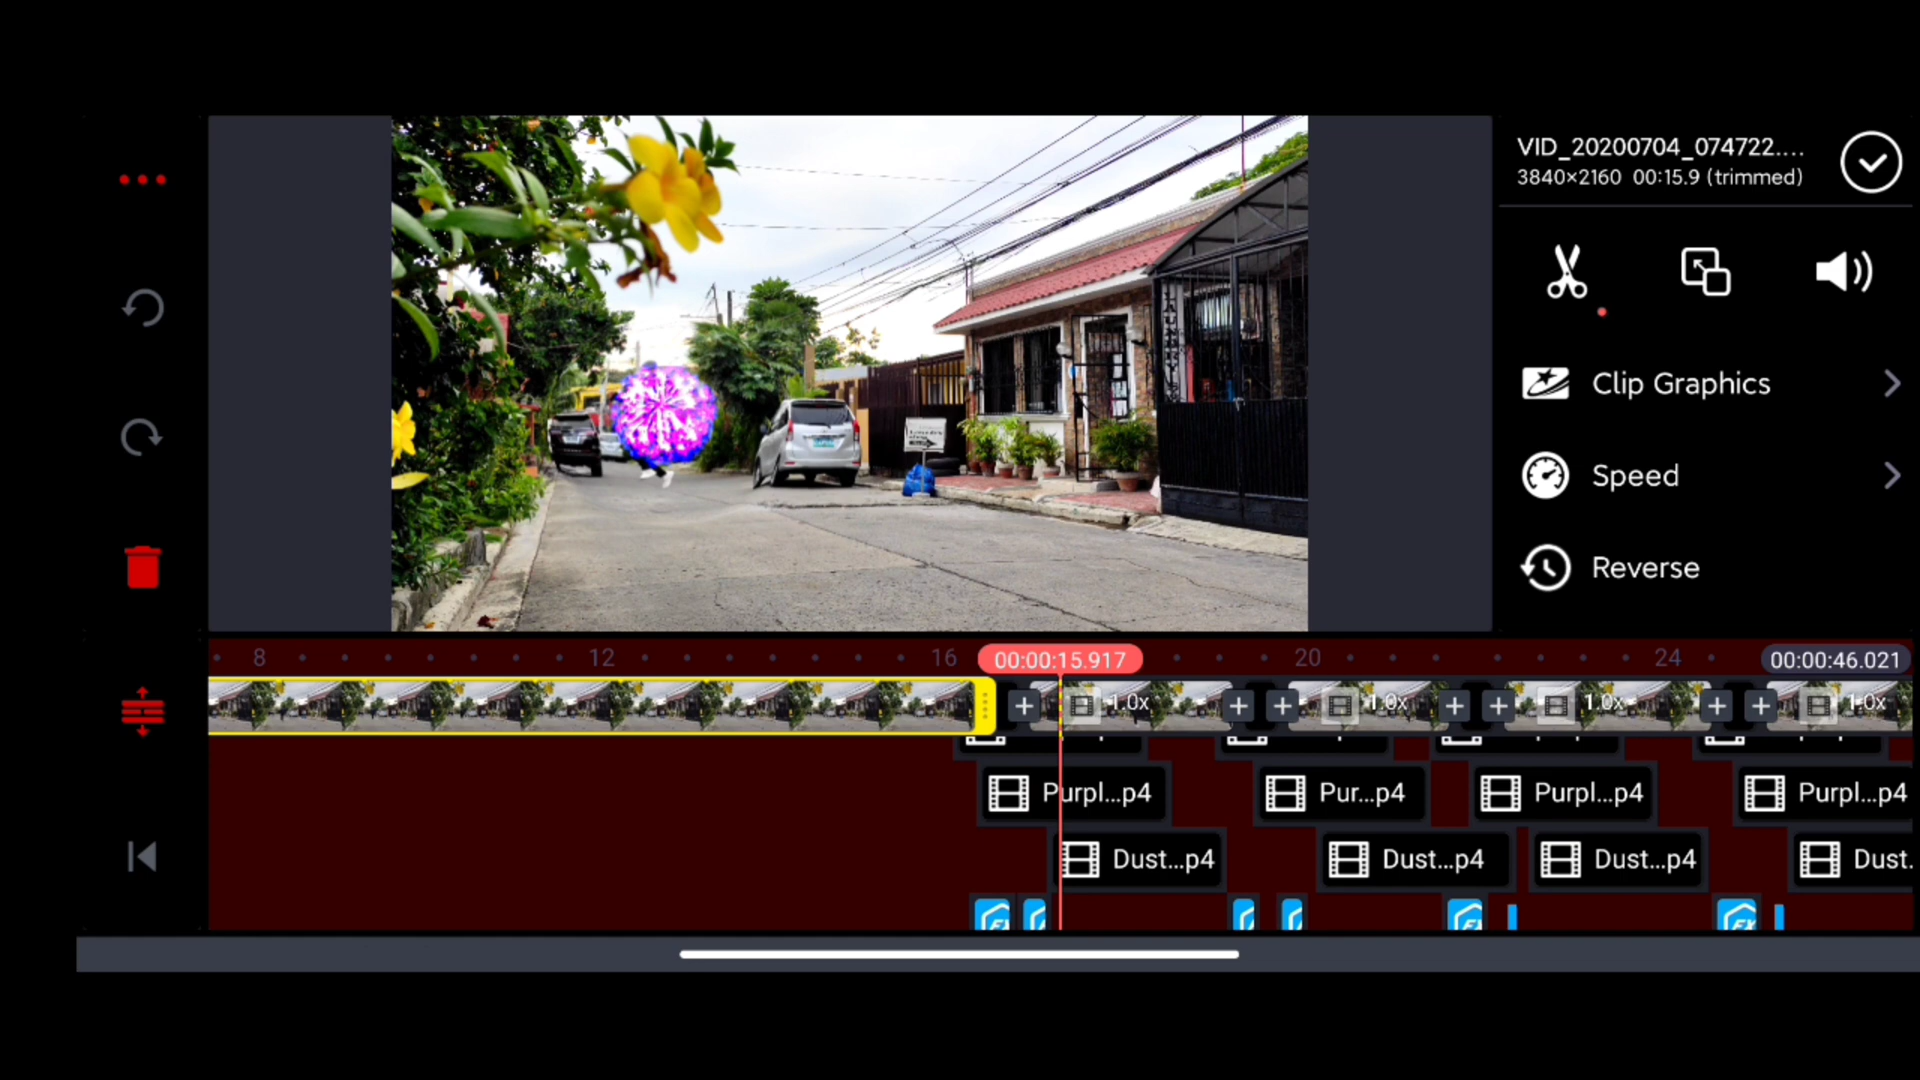 VID_20200704_074722....
3840×2160 00:15.9 (trimmed)
Clip Graphics
Speed
Reverse
8 12 16 00:00:15.917 20 24 00:00:46.021
1.0x 1.0x 1.0x 1.0x
Purpl...p4 Pur...p4 Purpl...p4 Purpl...p4
Dust...p4 Dust...p4 Dust...p4 Dust.